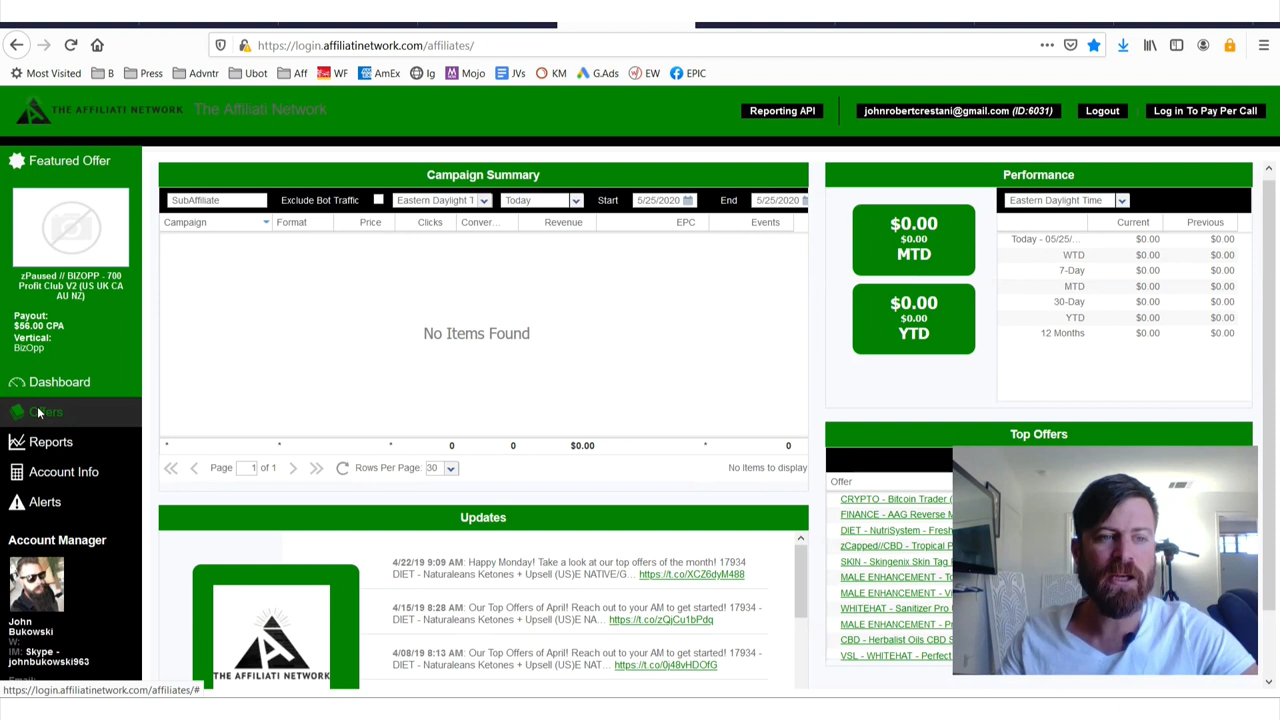 https://login.affiliatinetwork.com/affiliates/
Most Visited B Press Advntr Ubot Aff WF AmEx Ig Mojo JVs KM G.Ads EW EPIC
THE AFFILIATI NETWORK The Affiliati Network Reporting API johnrobertcrestani@gmail.com (ID:6031) Logout Log in To Pay Per Call
Featured Offer
zPaused // BIZOPP - 700
Profit Club V2 (US UK CA
AU NZ)
Payout:
$56.00 CPA
Vertical:
BizOpp
Dashboard
Offers
Reports
Account Info
Alerts
Account Manager
John
Bukowski
W:
IM: Skype -
johnbukowski963
https://login.affiliatinetwork.com/affiliates/#
Campaign Summary
SubAffiliate Exclude Bot Traffic Eastern Daylight T Today Start 5/25/2020 End 5/25/2020
Campaign Format Price Clicks Conver... Revenue EPC Events
No Items Found
* * * 0 0 $0.00 * 0
Page 1 of 1 Rows Per Page: 30 No Items to display
Updates
THE AFFILIATI NETWORK
4/22/19 9:09 AM: Happy Monday! Take a look at our top offers of the month! 17934
DIET - Naturaleans Ketones + Upsell (US)E NATIVE/G... https://t.co/XCZ6dyM488
4/15/19 8:28 AM: Our Top Offers of April! Reach out to your AM to get started! 17934 -
DIET - Naturaleans Ketones + Upsell (US)E NA... https://t.co/zQjCu1bPdq
4/08/19 8:13 AM: Our Top Offers of April! Reach out to your AM to get started! 17934 -
DIET - Naturaleans Ketones + Upsell (US)E NAT... https://t.co/0j48vHDOfG
Performance
$0.00
$0.00
MTD
$0.00
$0.00
YTD
Eastern Daylight Time
Current Previous
Today - 05/25/... $0.00 $0.00
WTD $0.00 $0.00
7-Day $0.00 $0.00
MTD $0.00 $0.00
30-Day $0.00 $0.00
YTD $0.00 $0.00
12 Months $0.00 $0.00
Top Offers
Offer
CRYPTO - Bitcoin Trader (
FINANCE - AAG Reverse M
DIET - NutriSystem - Fresh
zCapped//CBD - Tropical P
SKIN - Skingenix Skin Tag
MALE ENHANCEMENT - To
MALE ENHANCEMENT - Vi
WHITEHAT - Sanitizer Pro
MALE ENHANCEMENT - P
CBD - Herbalist Oils CBD S
VSL - WHITEHAT - Perfect